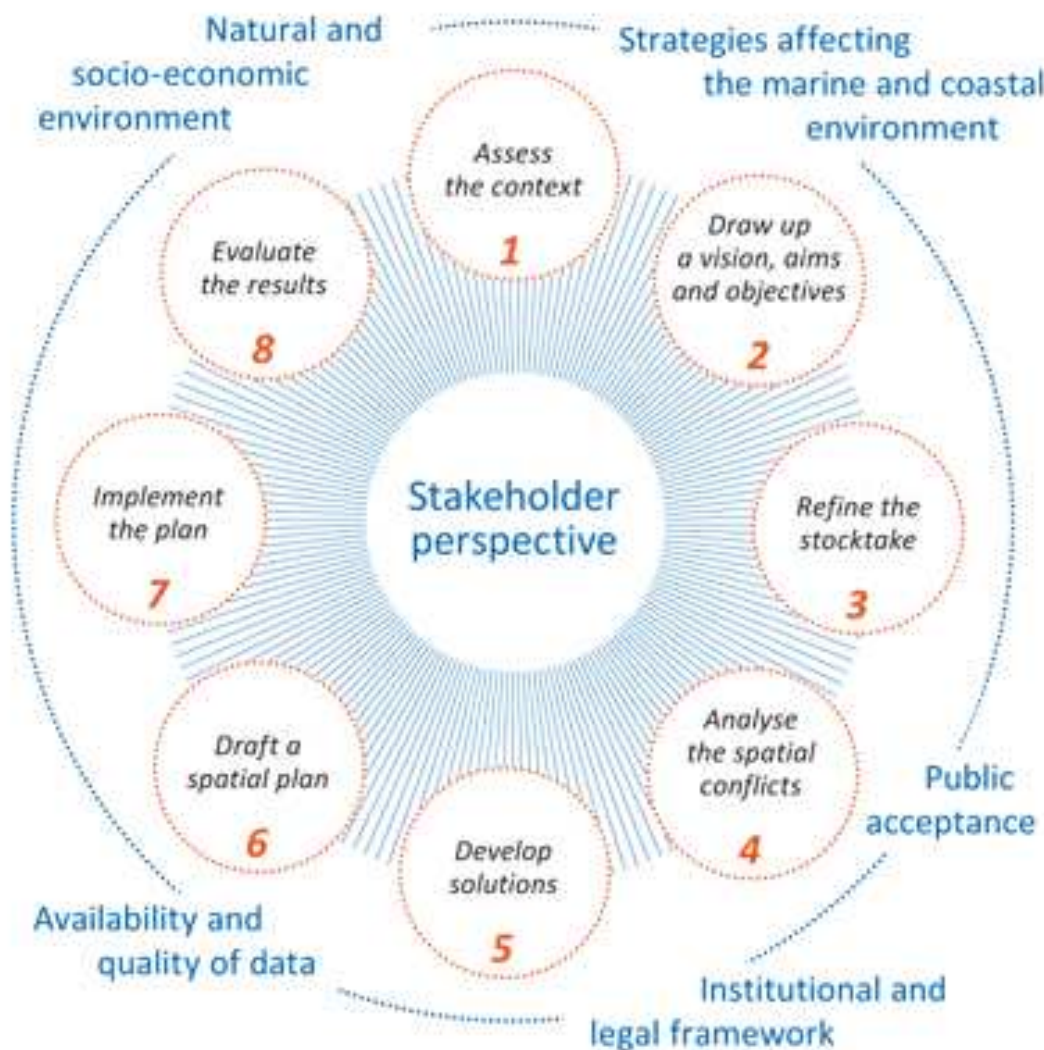 Natural and
socio-economic
environment
Strategies affecting
the marine and coastal
environment
Assess
the context
1
Draw up
a vision, aims
and objectives
2
Refine the
stocktake
3
Analyse
the spatial
conflicts
4
Develop
solutions
5
Draft a
spatial plan
6
Implement
the plan
7
Evaluate
the results
8
Stakeholder
perspective
Public
acceptance
Institutional and
legal framework
Availability and
quality of data